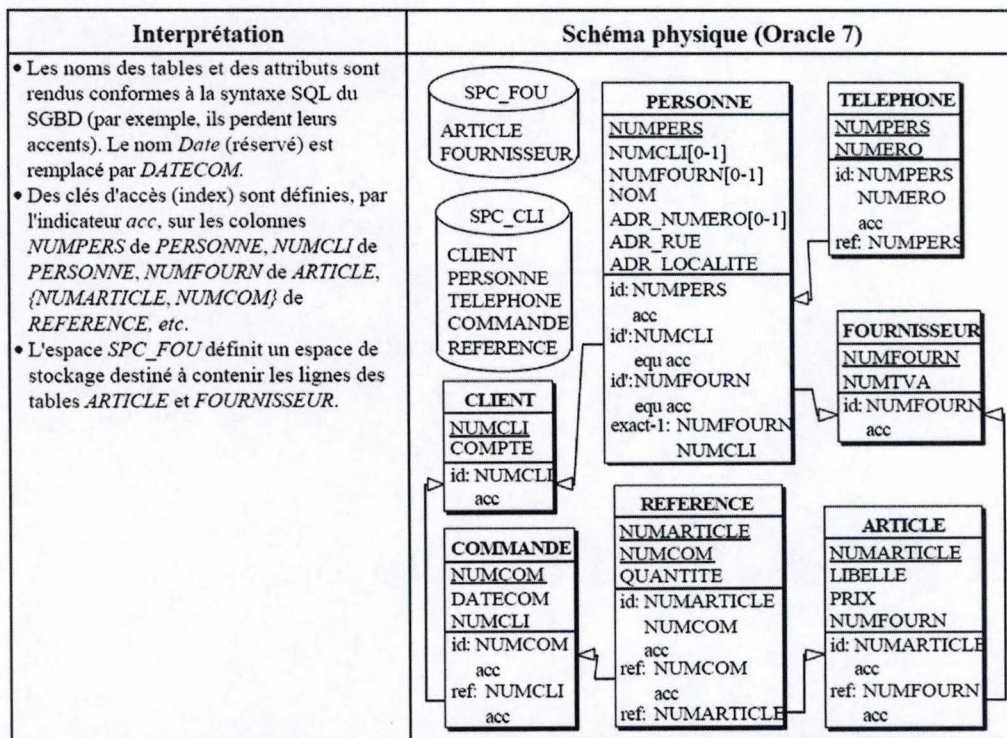 Interprétation
• Les noms des tables et des attributs sont
rendus conformes à la syntaxe SQL du
SGBD (par exemple, ils perdent leurs
accents). Le nom Date (réservé) est
remplacé par DATECOM.
• Des clés d'accès (index) sont définies, par
l'indicateur acc, sur les colonnes
NUMPERS de PERSONNE, NUMCLI de
PERSONNE, NUMFOURN de ARTICLE,
{NUMARTICLE, NUMCOM} de
REFERENCE, etc.
• L'espace SPC_FOU définit un espace de
stockage destiné à contenir les lignes des
tables ARTICLE et FOURNISSEUR.
Schéma physique (Oracle 7)
SPC_FOU
ARTICLE
FOURNISSEUR
SPC_CLI
CLIENT
PERSONNE
TELEPHONE
COMMANDE
REFERENCE
PERSONNE
NUMPERS
NUMCLI[0-1]
NUMFOURN[0-1]
NOM
ADR_NUMERO[0-1]
ADR_RUE
ADR_LOCALITE
id: NUMPERS
acc
id': NUMCLI
equ acc
id': NUMFOURN
equ acc
exact-1: NUMFOURN
NUMCLI
TELEPHONE
NUMPERS
NUMERO
id: NUMPERS
NUMERO
acc
ref: NUMPERS
FOURNISSEUR
NUMFOURN
NUMTVA
id: NUMFOURN
acc
CLIENT
NUMCLI
COMPTE
id: NUMCLI
acc
COMMANDE
NUMCOM
DATECOM
NUMCLI
id: NUMCOM
acc
ref: NUMCLI
acc
REFERENCE
NUMARTICLE
NUMCOM
QUANTITE
id: NUMARTICLE
NUMCOM
acc
ref: NUMCOM
acc
ref: NUMARTICLE
ARTICLE
NUMARTICLE
LIBELLE
PRIX
NUMFOURN
id: NUMARTICLE
acc
ref: NUMFOURN
acc